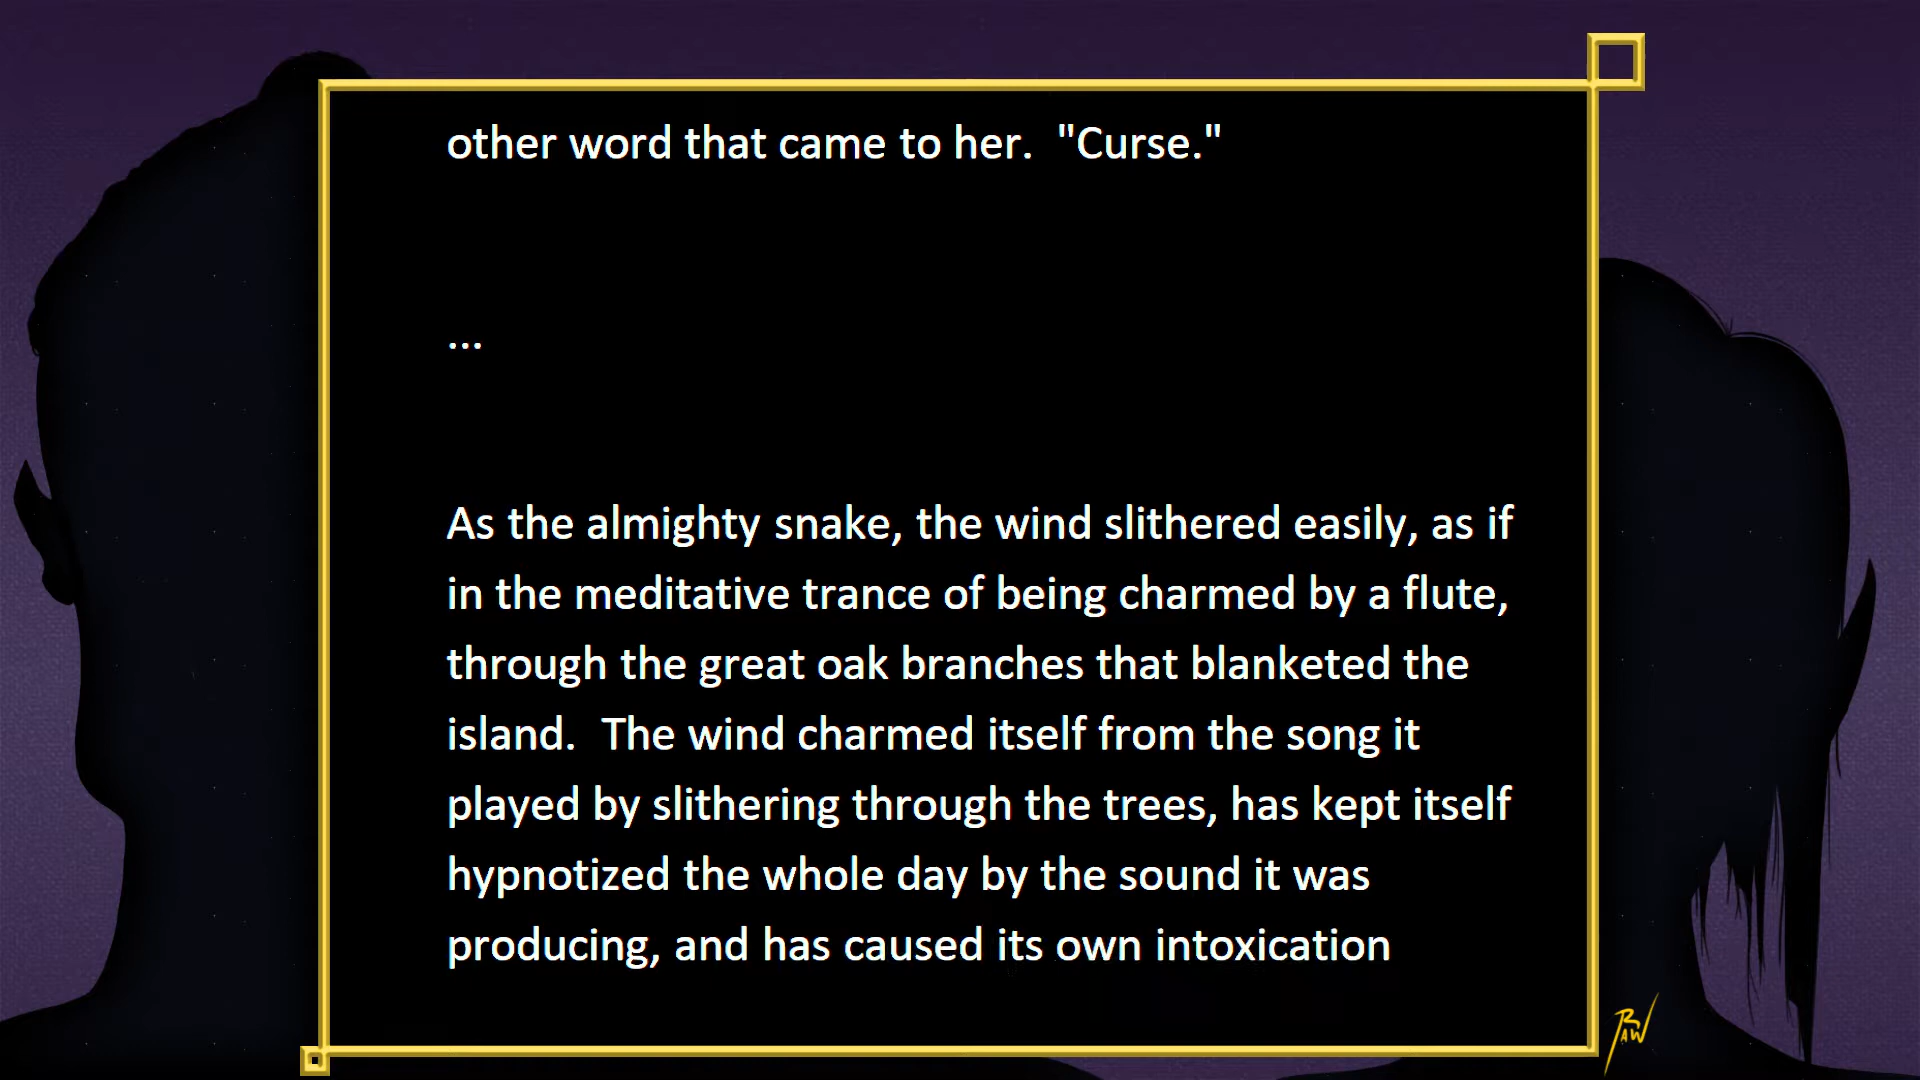 other word that came to her.  "Curse."
...
As the almighty snake, the wind slithered easily, as if
in the meditative trance of being charmed by a flute,
through the great oak branches that blanketed the
island.  The wind charmed itself from the song it
played by slithering through the trees, has kept itself
hypnotized the whole day by the sound it was
producing, and has caused its own intoxication
RAW